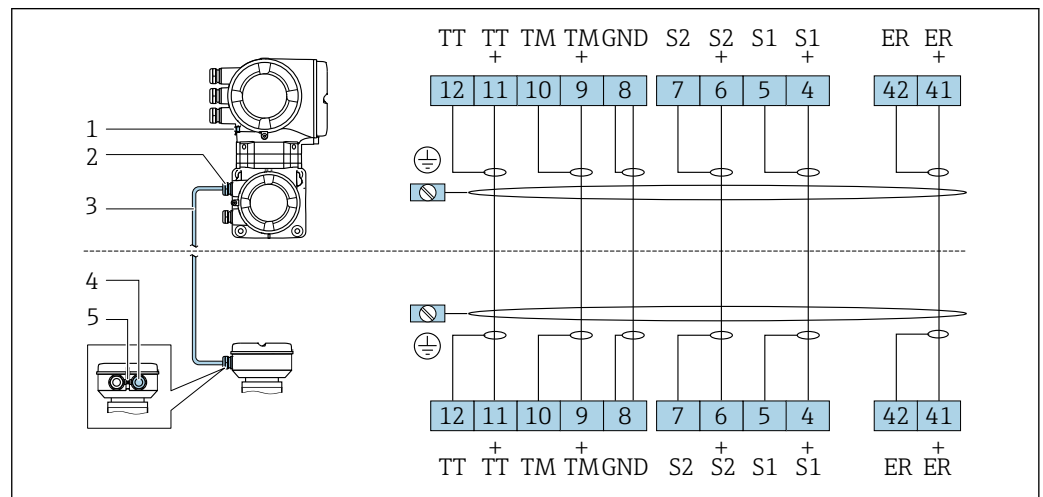 TT TT TM TM GND S2 S2 S1 S1 ER ER
+ + + + +
12 11 10 9 8 7 6 5 4 42 41
1
2
3
4
5
12 11 10 9 8 7 6 5 4 42 41
+ + + + +
TT TT TM TM GND S2 S2 S1 S1 ER ER